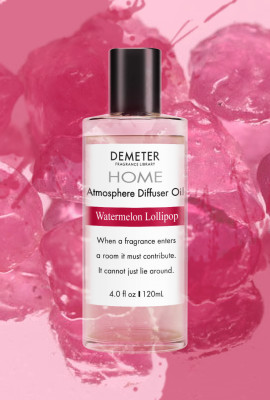 DEMETER
FRAGRANCE LIBRARY
HOME
Atmosphere Diffuser Oil
Watermelon Lollipop
When a fragrance enters
a room it must contribute.
It cannot just lie around.
4.0 fl oz | 120mL